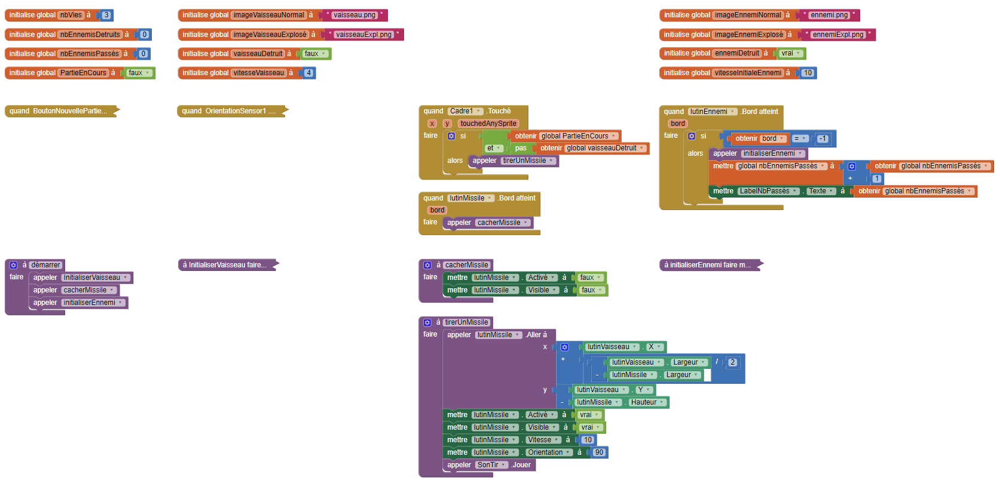 initialise global nbVies à 3
initialise global nbEnnemisDetruits à 0
initialise global nbEnnemisPassés à 0
initialise global PartieEnCours à faux
initialise global imageVaisseauNormal à “ vaisseau.png ”
initialise global imageVaisseauExplosé à “ vaisseauExpl.png ”
initialise global vaisseauDetruit à faux
initialise global vitesseVaisseau à 4
initialise global imageEnnemiNormal à “ ennemi.png ”
initialise global imageEnnemiExplosé à “ ennemiExpl.png ”
initialise global ennemiDetruit à vrai
initialise global vitesseInitialeEnnemi à 10
quand BoutonNouvellePartie...
quand OrientationSensor1 ....
quand Cadre1 .Touché
x y touchedAnySprite
faire si obtenir global PartieEnCours
et pas obtenir global vaisseauDetruit
alors appeler tirerUnMissile
quand lutinMissile .Bord atteint
bord
faire appeler cacherMissile
quand lutinEnnemi .Bord atteint
bord
faire si obtenir bord = -1
alors appeler initialiserEnnemi
mettre global nbEnnemisPassés à obtenir global nbEnnemisPassés
+ 1
mettre LabelNbPassés . Texte à obtenir global nbEnnemisPassés
à démarrer
faire appeler InitialiserVaisseau
appeler cacherMissile
appeler initialiserEnnemi
à InitialiserVaisseau faire...
à cacherMissile
faire mettre lutinMissile . Activé à faux
mettre lutinMissile . Visible à faux
à initialiserEnnemi faire m...
à tirerUnMissile
faire appeler lutinMissile .Aller à
x lutinVaisseau . X
+ lutinVaisseau . Largeur / 2
- lutinMissile . Largeur
y lutinVaisseau . Y
- lutinMissile . Hauteur
mettre lutinMissile . Activé à vrai
mettre lutinMissile . Visible à vrai
mettre lutinMissile . Vitesse à 10
mettre lutinMissile . Orientation à 90
appeler SonTir .Jouer